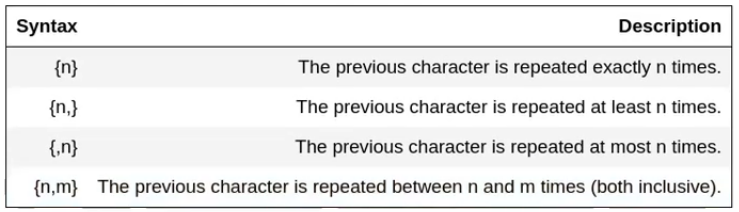 Syntax Description
{n} The previous character is repeated exactly n times.
{n,} The previous character is repeated at least n times.
{,n} The previous character is repeated at most n times.
{n,m} The previous character is repeated between n and m times (both inclusive).